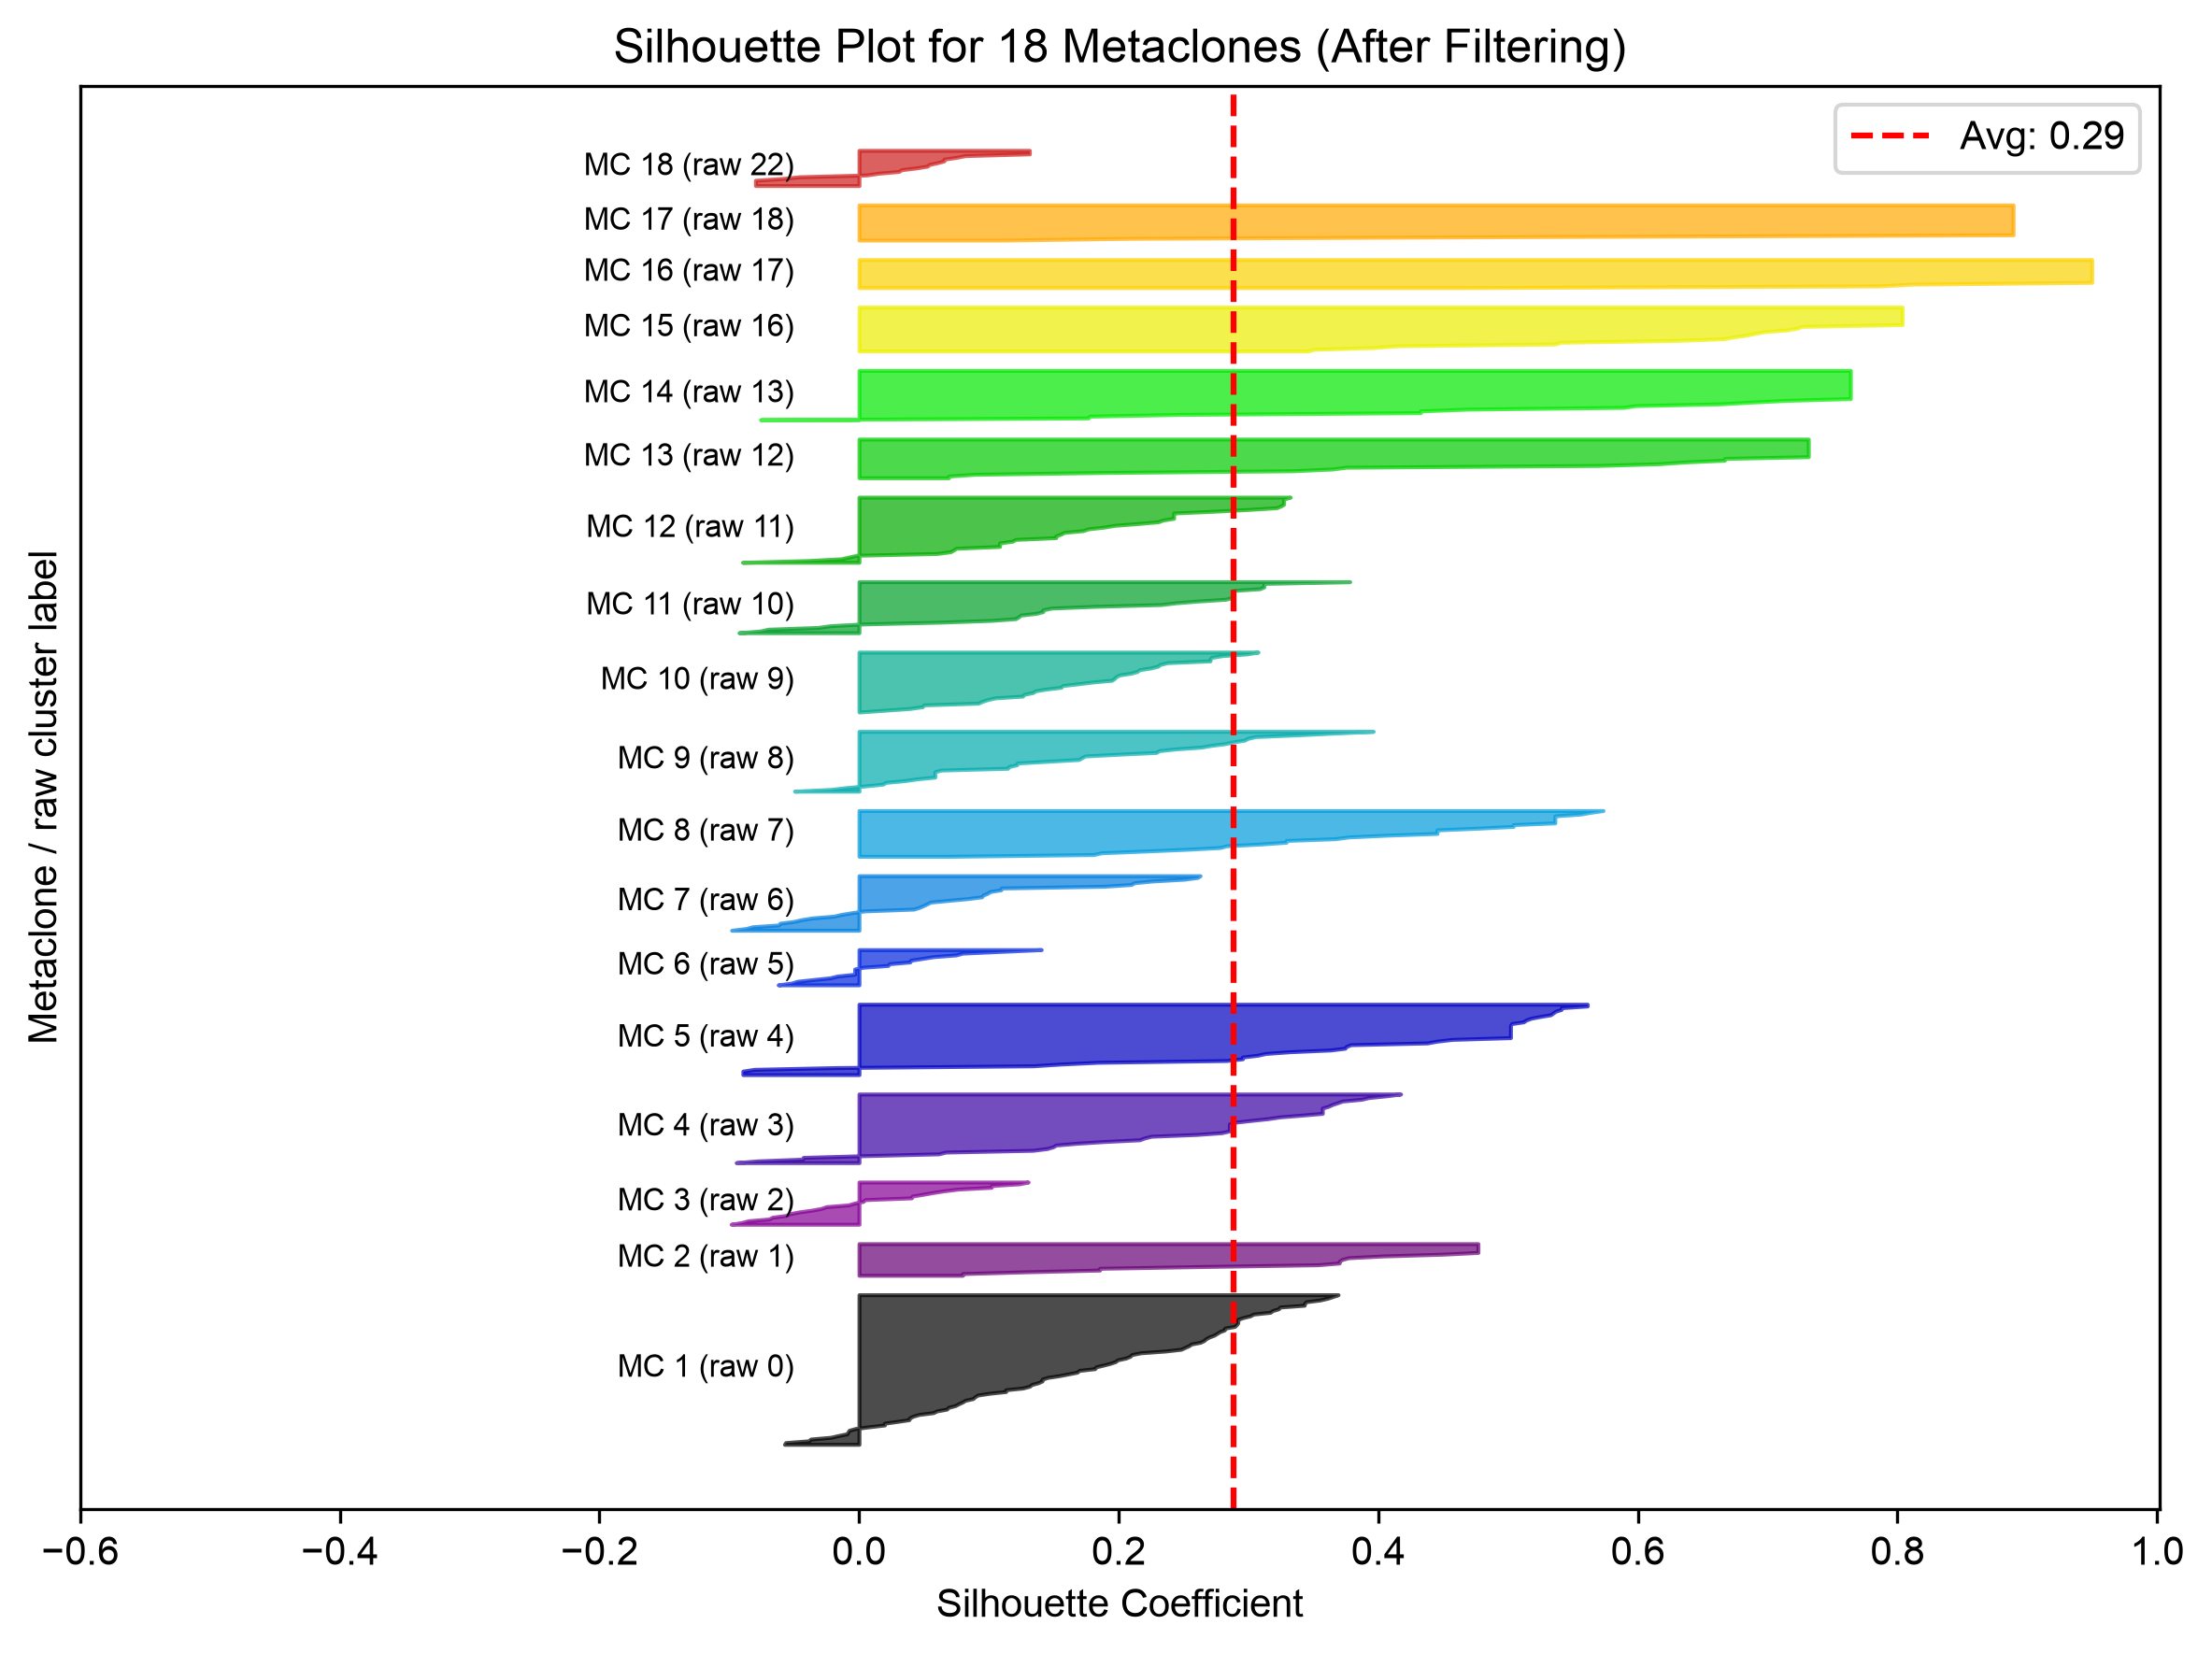 Silhouette Plot for 18 Metaclones (After Filtering)
Avg: 0.29
MC 18 (raw 22)
MC 17 (raw 18)
MC 16 (raw 17)
MC 15 (raw 16)
MC 14 (raw 13)
MC 13 (raw 12)
MC 12 (raw 11)
MC 11 (raw 10)
MC 10 (raw 9)
MC 9 (raw 8)
MC 8 (raw 7)
MC 7 (raw 6)
MC 6 (raw 5)
MC 5 (raw 4)
MC 4 (raw 3)
MC 3 (raw 2)
MC 2 (raw 1)
MC 1 (raw 0)
Metaclone / raw cluster label
−0.6 −0.4 −0.2 0.0 0.2 0.4 0.6 0.8 1.0
Silhouette Coefficient